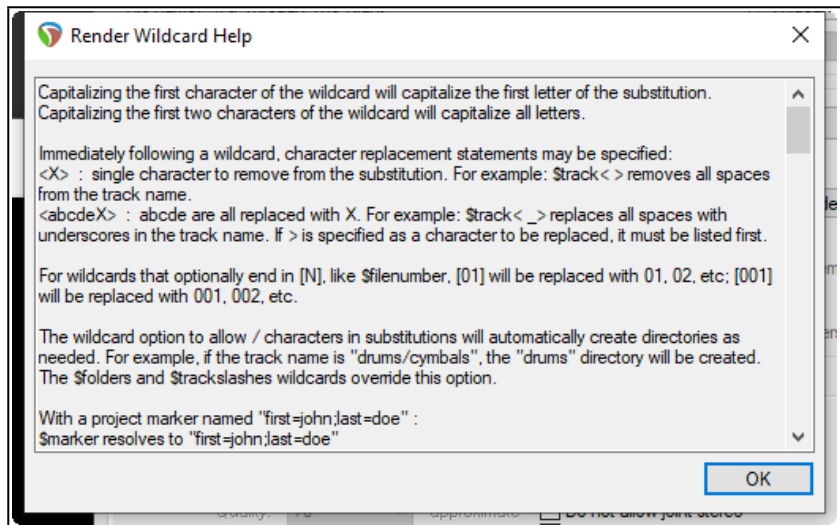 Render Wildcard Help
Capitalizing the first character of the wildcard will capitalize the first letter of the substitution.
Capitalizing the first two characters of the wildcard will capitalize all letters.
Immediately following a wildcard, character replacement statements may be specified:
<X> : single character to remove from the substitution. For example: $track< > removes all spaces
from the track name.
<abcdeX> : abcde are all replaced with X. For example: $track< _> replaces all spaces with
underscores in the track name. If > is specified as a character to be replaced, it must be listed first.
For wildcards that optionally end in [N], like $filenumber, [01] will be replaced with 01, 02, etc; [001]
will be replaced with 001, 002, etc.
The wildcard option to allow / characters in substitutions will automatically create directories as
needed. For example, if the track name is "drums/cymbals", the "drums" directory will be created.
The $folders and $trackslashes wildcards override this option.
With a project marker named "first=john;last=doe" :
$marker resolves to "first=john;last=doe"
OK